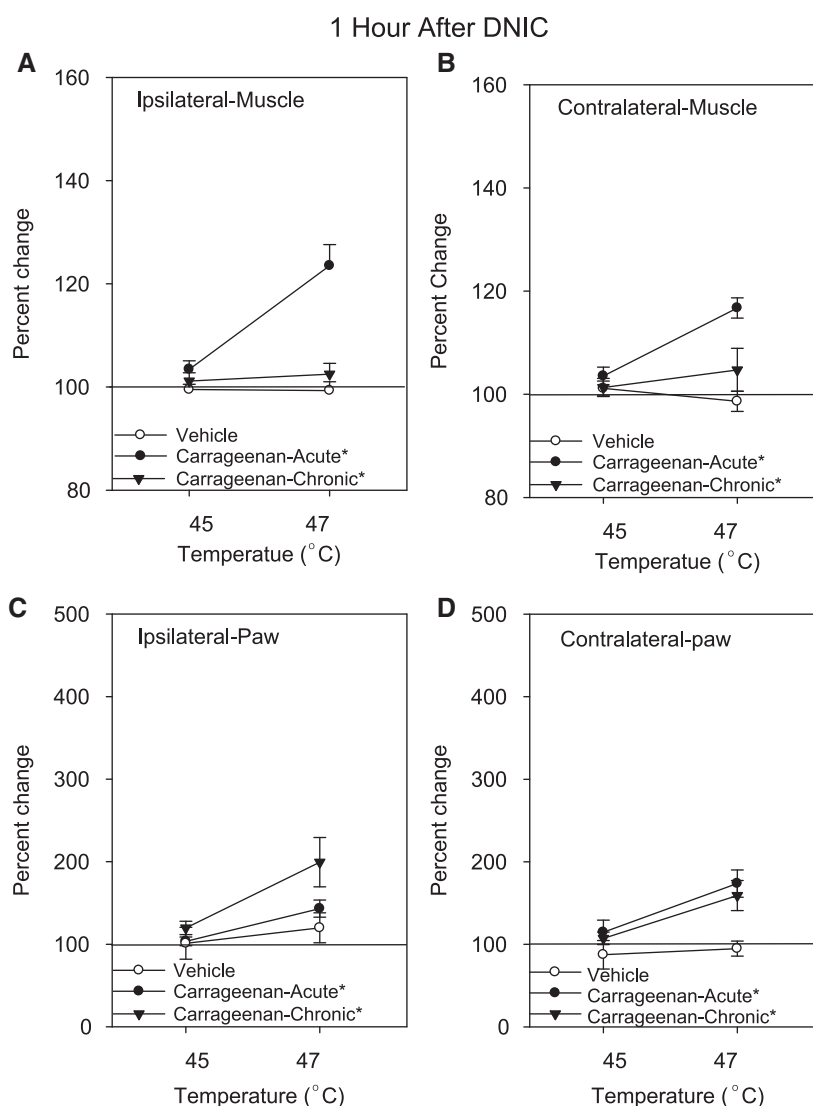 1 Hour After DNIC
A
Ipsilateral-Muscle
Percent change
160
140
120
100
80
Vehicle
Carrageenan-Acute*
Carrageenan-Chronic*
45 47
Temperatue (°C)
B
Contralateral-Muscle
Percent Change
160
140
120
100
80
Vehicle
Carrageenan-Acute*
Carrageenan-Chronic*
45 47
Temperatue (°C)
C
Ipsilateral-Paw
Percent change
500
400
300
200
100
0
Vehicle
Carrageenan-Acute*
Carrageenan-Chronic*
45 47
Temperature (°C)
D
Contralateral-paw
Percent change
500
400
300
200
100
0
Vehicle
Carrageenan-Acute*
Carrageenan-Chronic*
45 47
Temperature (°C)